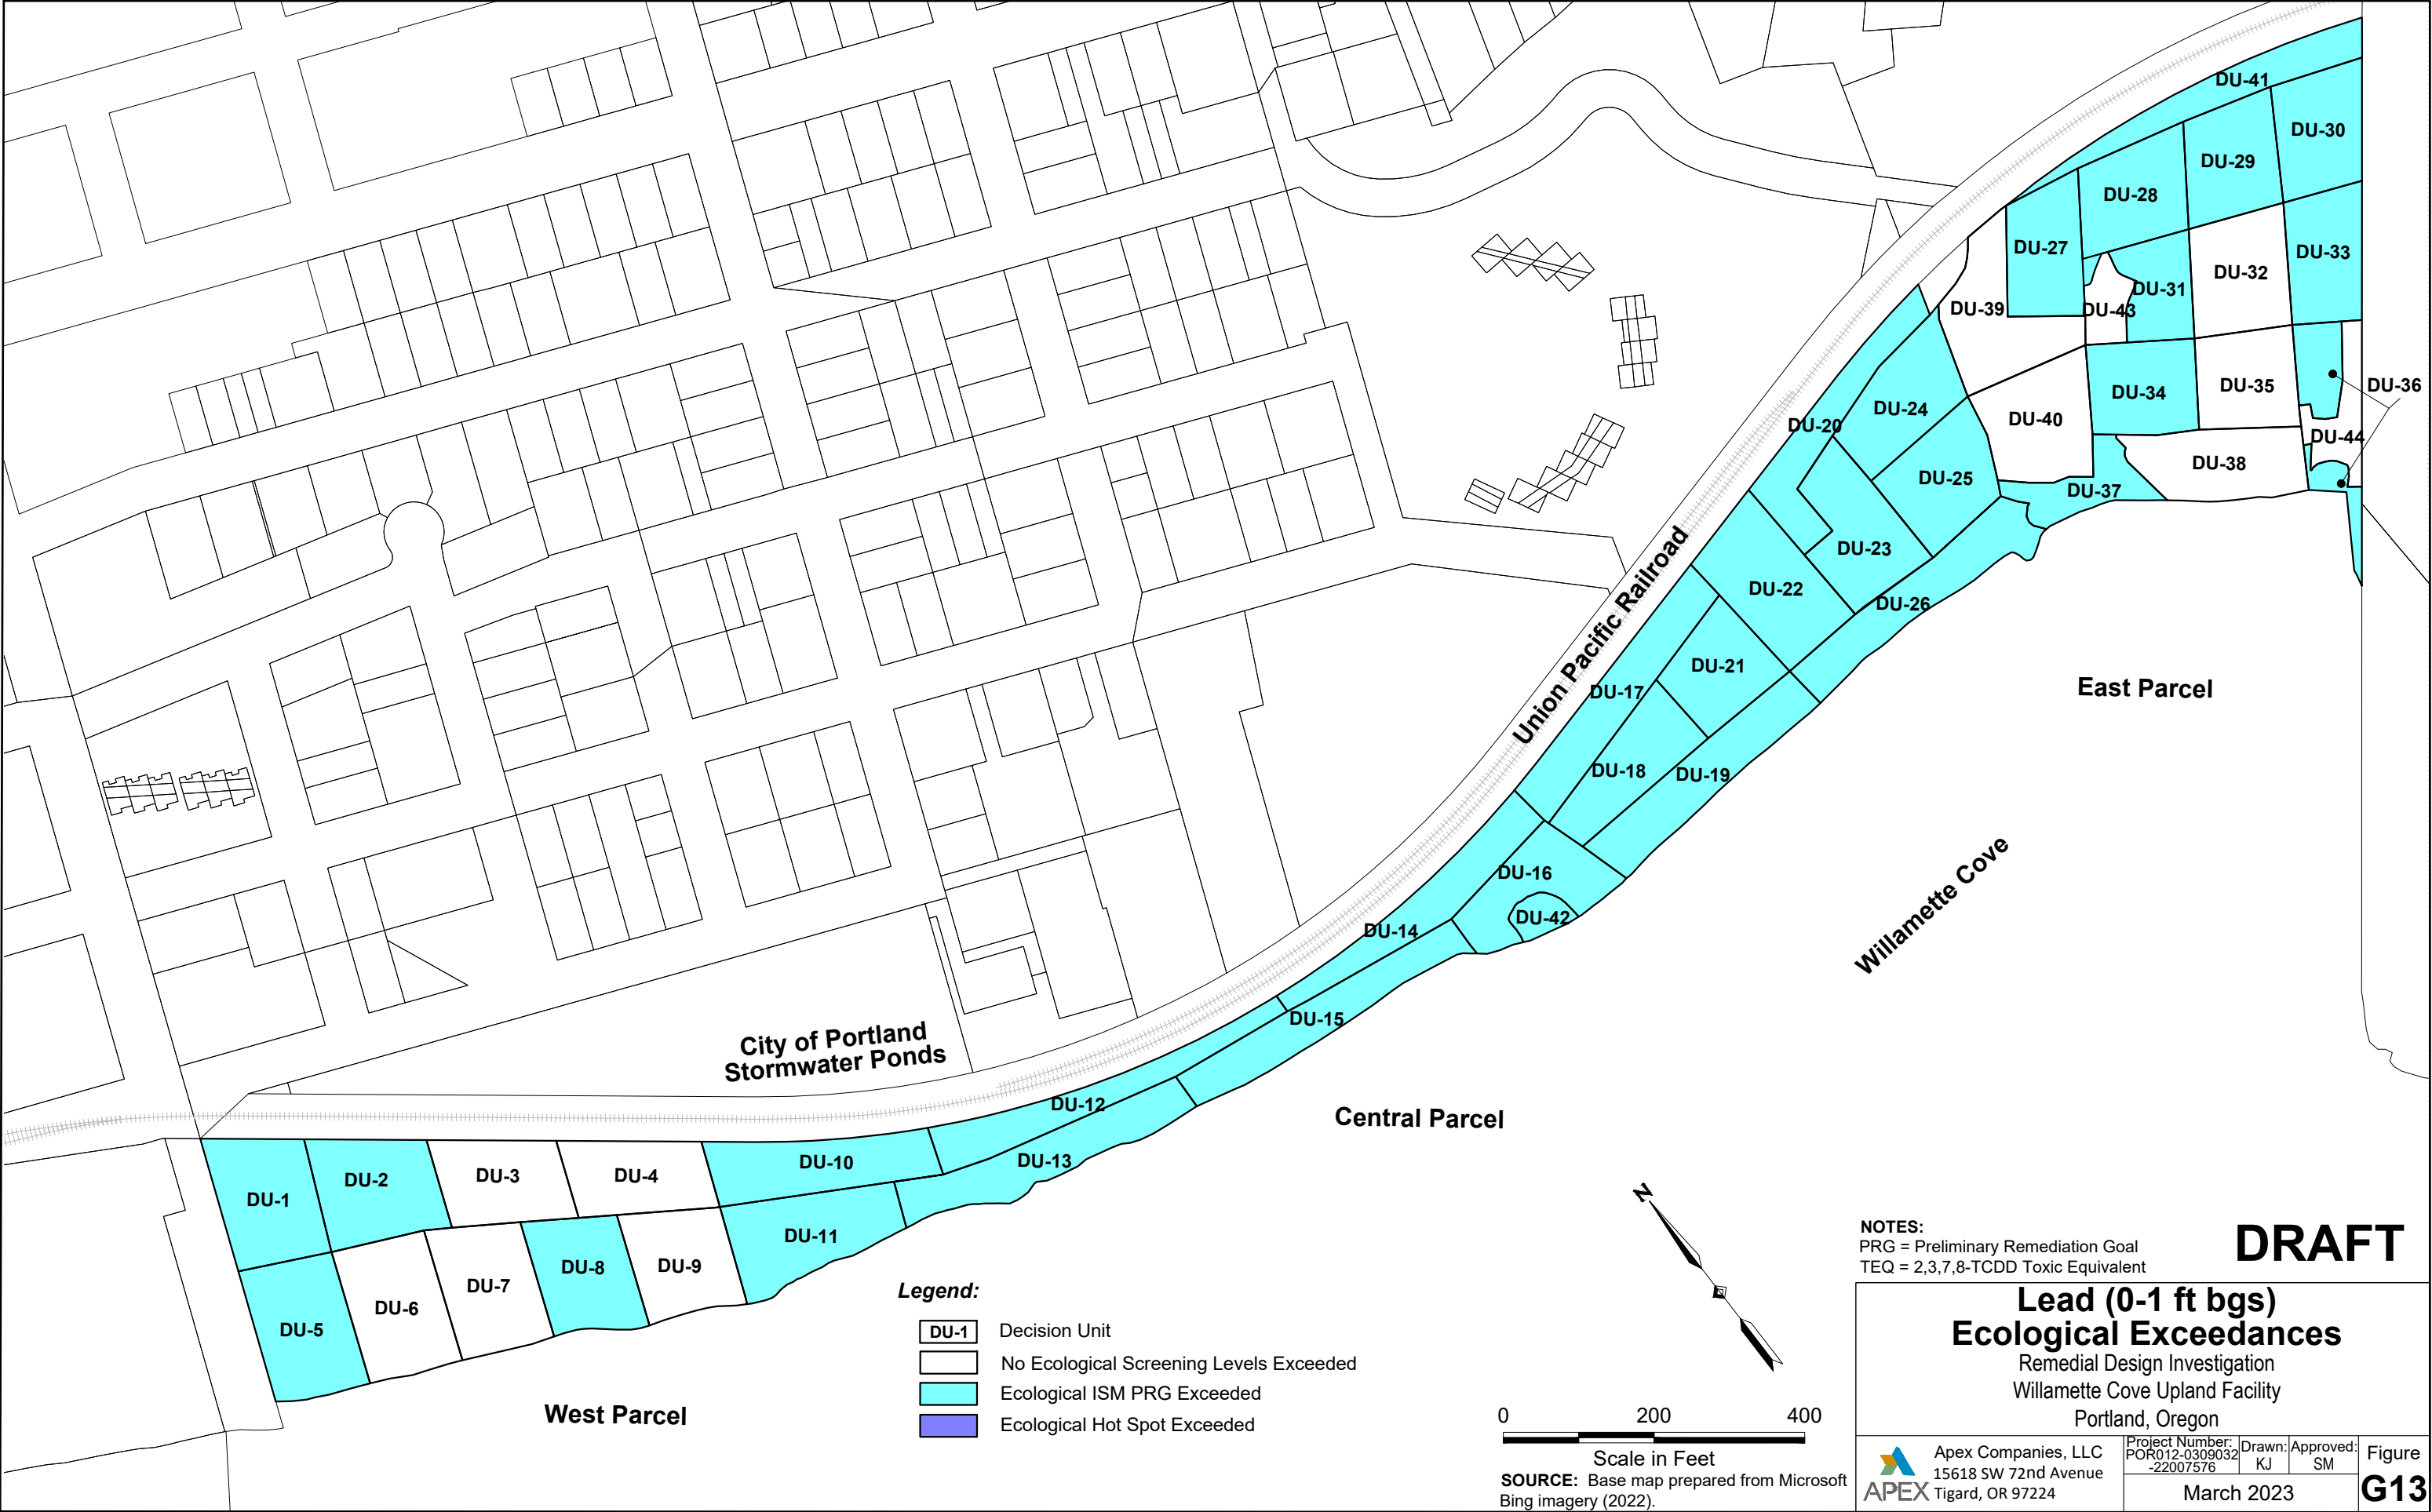 DU-41
DU-30
DU-29
DU-28
DU-27
DU-33
DU-32
DU-31
DU-43
DU-39
DU-36
DU-35
DU-34
DU-24
DU-40
DU-20
DU-44
DU-38
DU-25
DU-37
DU-23
DU-22
DU-26
Union Pacific Railroad
DU-21
DU-17
East Parcel
DU-18
DU-19
DU-16
DU-42
DU-14
Willamette Cove
DU-15
City of Portland
Stormwater Ponds
DU-12
Central Parcel
DU-13
DU-10
DU-4
DU-3
DU-2
DU-1
DU-11
DU-9
DU-8
DU-7
DU-6
DU-5
West Parcel
Legend:
DU-1 Decision Unit
No Ecological Screening Levels Exceeded
Ecological ISM PRG Exceeded
Ecological Hot Spot Exceeded
N
0 200 400
Scale in Feet
SOURCE: Base map prepared from Microsoft
Bing imagery (2022).
NOTES:
PRG = Preliminary Remediation Goal
TEQ = 2,3,7,8-TCDD Toxic Equivalent
DRAFT
Lead (0-1 ft bgs)
Ecological Exceedances
Remedial Design Investigation
Willamette Cove Upland Facility
Portland, Oregon
APEX
Apex Companies, LLC
15618 SW 72nd Avenue
Tigard, OR 97224
Project Number:
POR012-0309032
-22007576
Drawn:
KJ
Approved:
SM
March 2023
Figure
G13